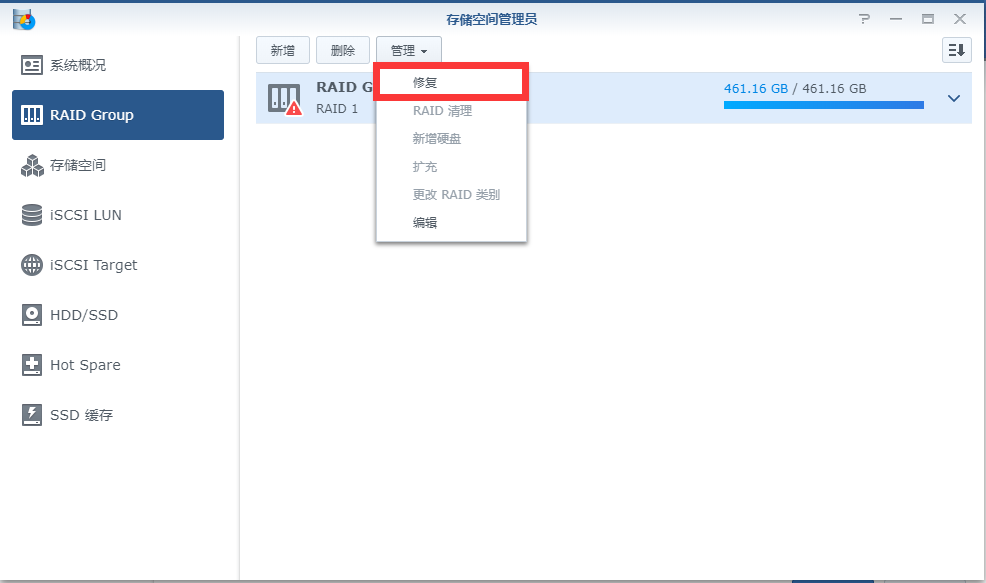 存储空间管理员
系统概况
RAID Group
存储空间
iSCSI LUN
iSCSI Target
HDD/SSD
Hot Spare
SSD 缓存
新增 删除 管理
修复
RAID 清理
新增硬盘
扩充
更改 RAID 类别
编辑
RAID G
RAID 1
461.16 GB / 461.16 GB